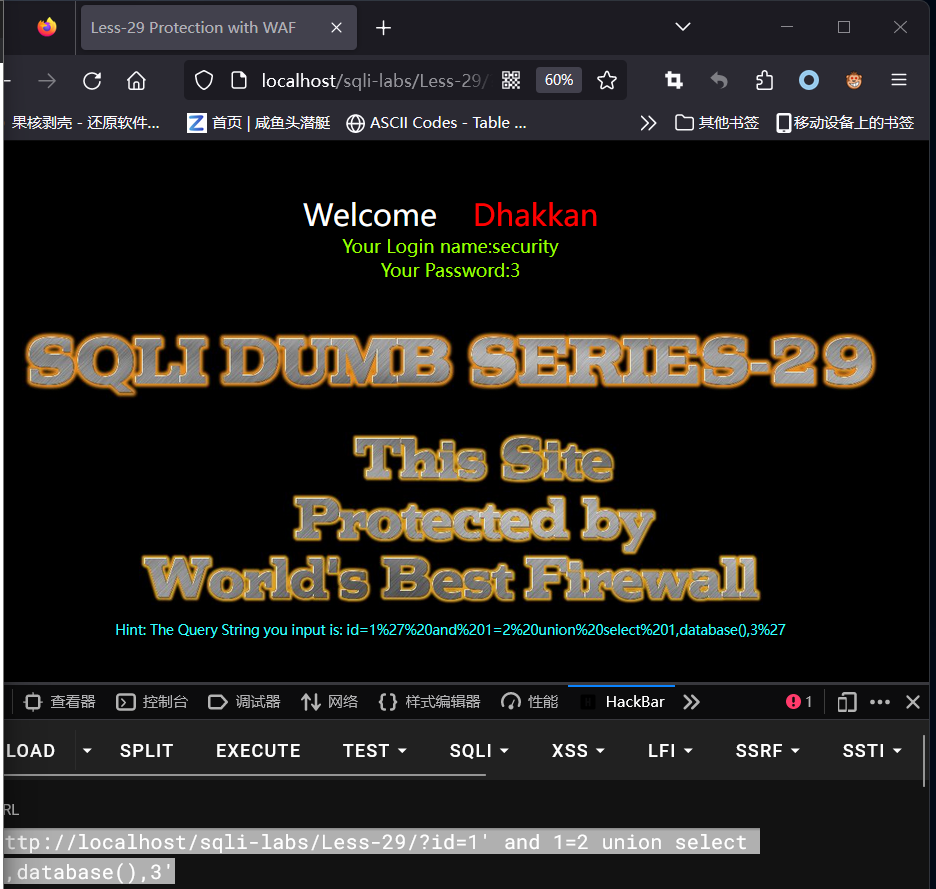 Less-29 Protection with WAF
localhost/sqli-labs/Less-29/
60%
果核剥壳 - 还原软件...
首页 | 咸鱼头潜艇
ASCII Codes - Table ...
其他书签
移动设备上的书签
Welcome Dhakkan
Your Login name:security
Your Password:3
SQLI DUMB SERIES-29
This Site
Protected by
World's Best Firewall
Hint: The Query String you input is: id=1%27%20and%201=2%20union%20select%201,database(),3%27
查看器
控制台
调试器
网络
样式编辑器
性能
HackBar
1
LOAD
SPLIT
EXECUTE
TEST
SQLI
XSS
LFI
SSRF
SSTI
RL
ttp://localhost/sqli-labs/Less-29/?id=1' and 1=2 union select
,database(),3'